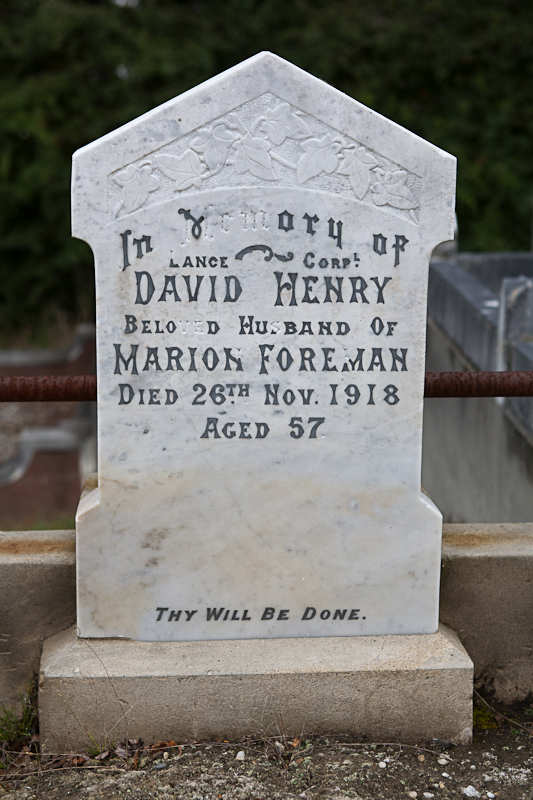 In Memory of
Lance Corpl
David Henry
Beloved Husband Of
Marion Foreman
Died 26th Nov. 1918
Aged 57.
Thy Will Be Done.